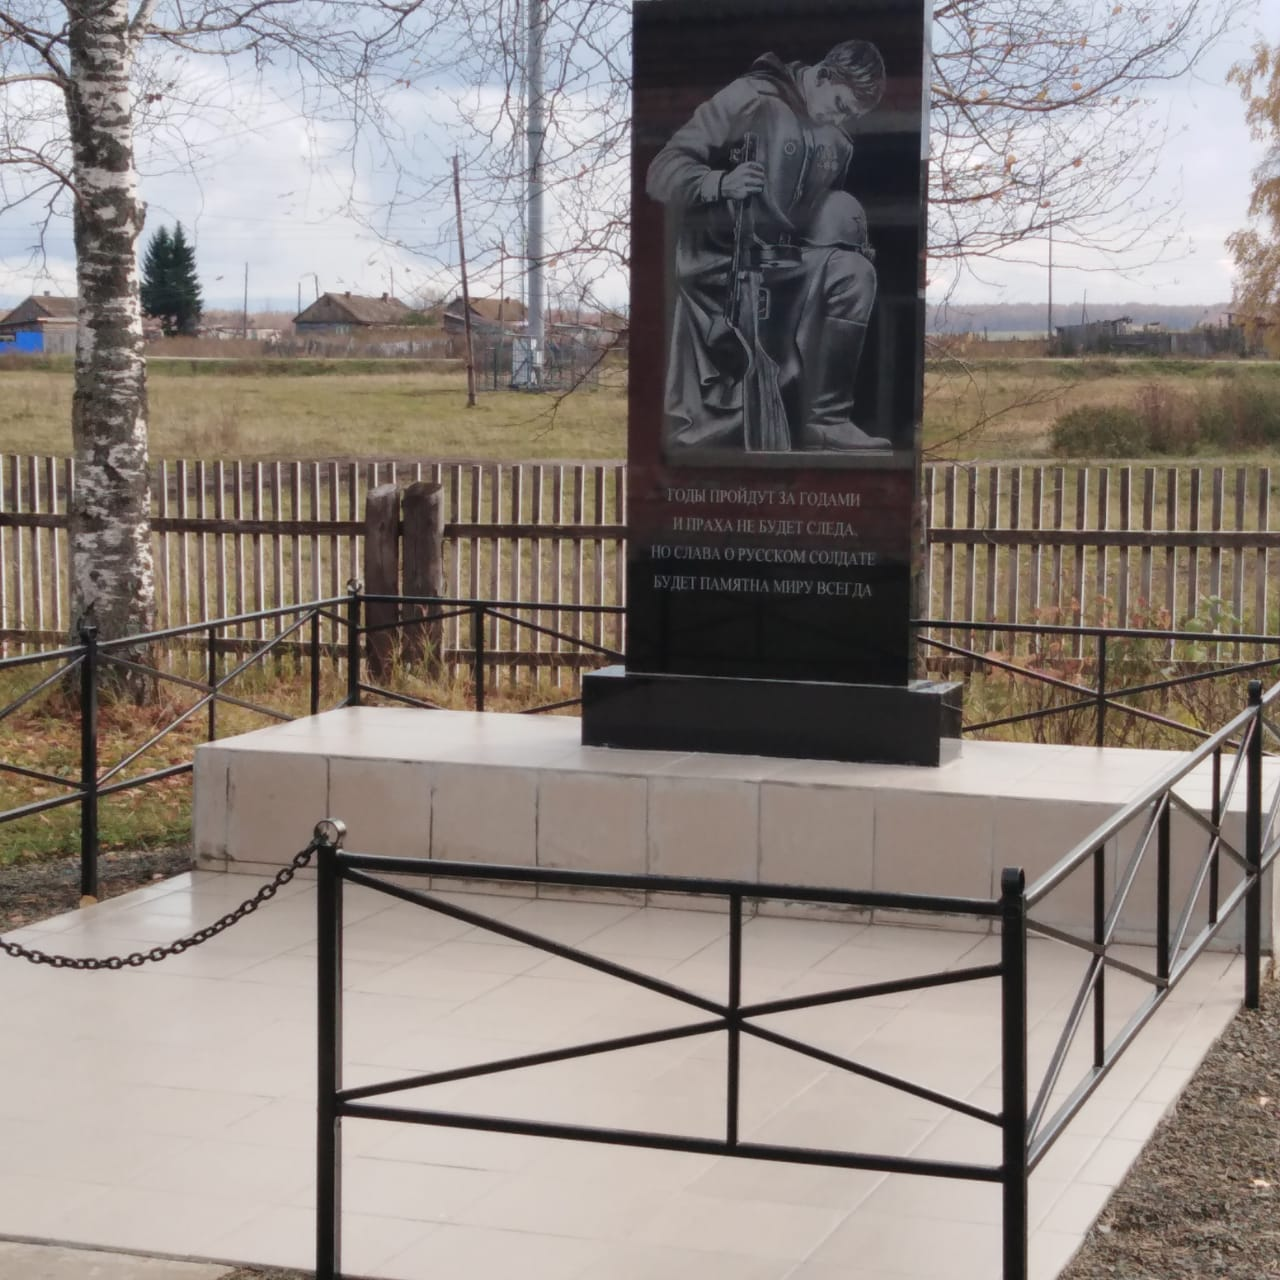 ГОДЫ ПРОЙДУТ ЗА ГОДАМИ
И ПРАХА НЕ БУДЕТ СЛЕДА,
НО СЛАВА О РУССКОМ СОЛДАТЕ
БУДЕТ ПАМЯТНА МИРУ ВСЕГДА